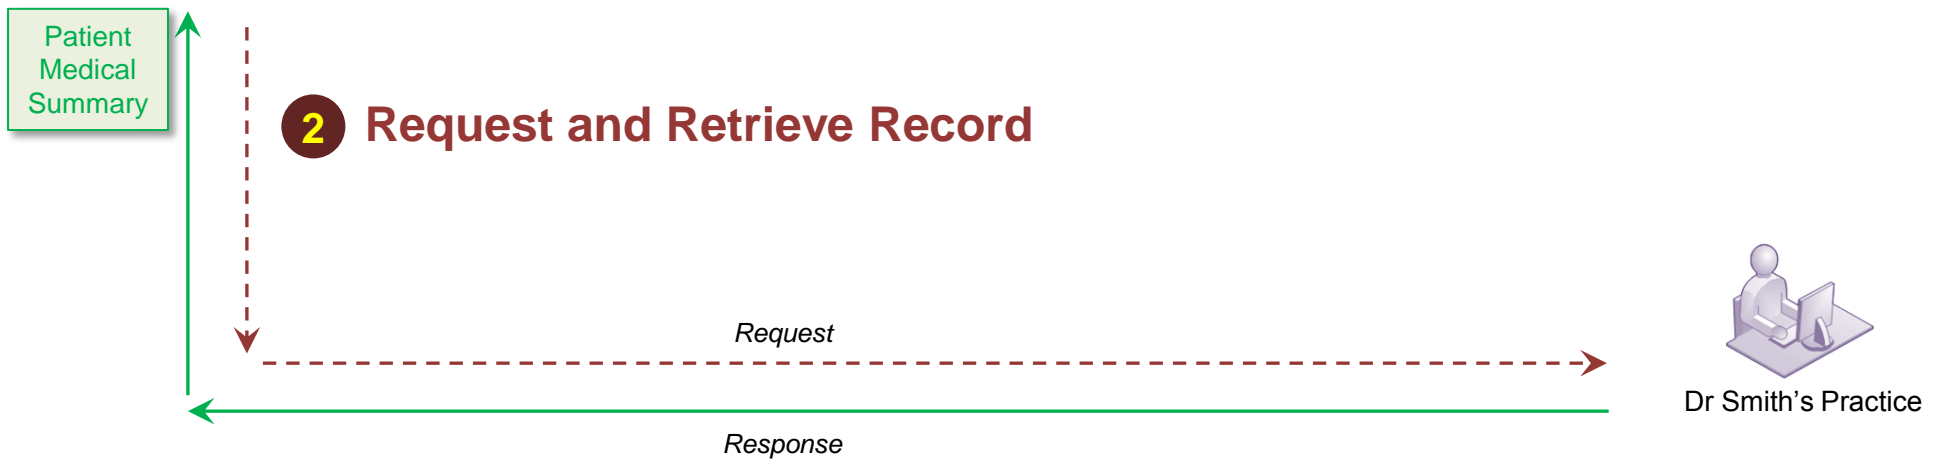 Patient
Medical
Summary
2 Request and Retrieve Record
Request
Dr Smith’s Practice
Response